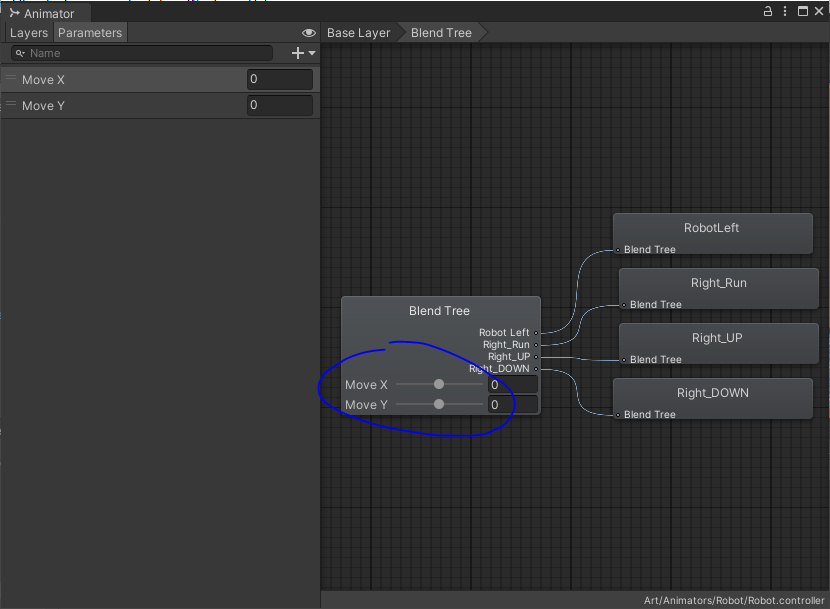 Animator
Layers Parameters Base Layer Blend Tree
Name
Move X 0
Move Y 0
RobotLeft
Blend Tree
Right_Run
Blend Tree
Blend Tree
Robot Left
Right_Run
Right_UP
Right_DOWN
Move X 0
Move Y 0
Right_UP
Blend Tree
Right_DOWN
Blend Tree
Art/Animators/Robot/Robot.controller